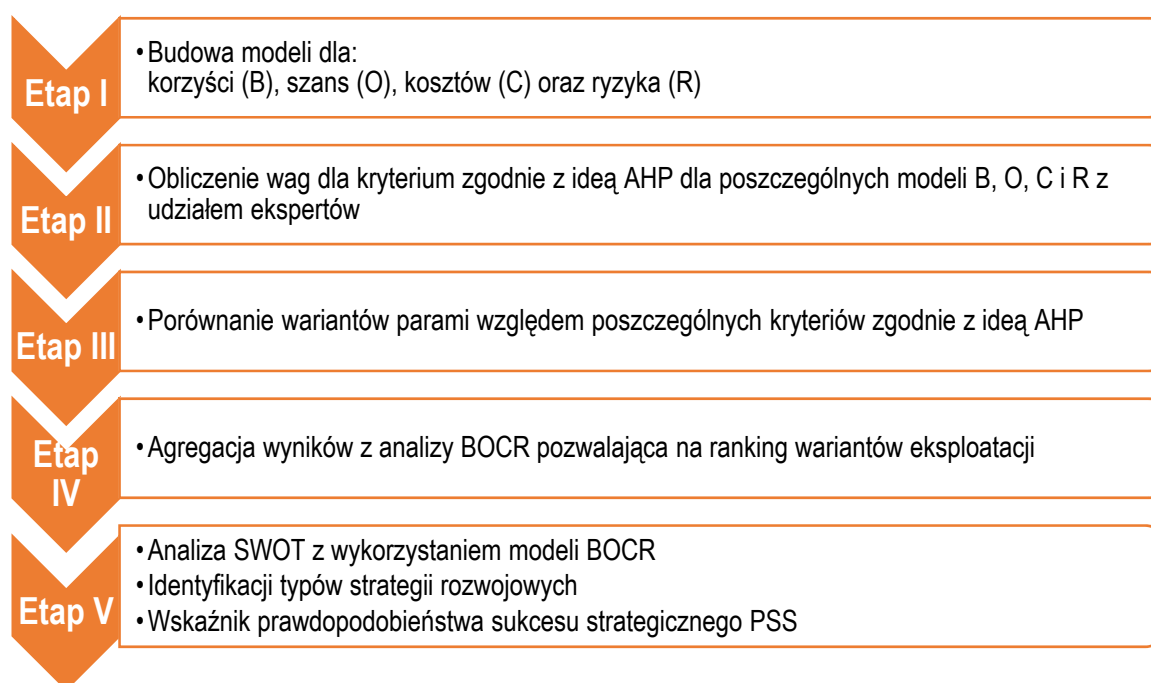 Etap I
•Budowa modeli dla:
korzyści (B), szans (O), kosztów (C) oraz ryzyka (R)
Etap II
•Obliczenie wag dla kryterium zgodnie z ideą AHP dla poszczególnych modeli B, O, C i R z
udziałem ekspertów
Etap III
•Porównanie wariantów parami względem poszczególnych kryteriów zgodnie z ideą AHP
Etap
IV
•Agregacja wyników z analizy BOCR pozwalająca na ranking wariantów eksploatacji
Etap V
•Analiza SWOT z wykorzystaniem modeli BOCR
•Identyfikacji typów strategii rozwojowych
•Wskaźnik prawdopodobieństwa sukcesu strategicznego PSS